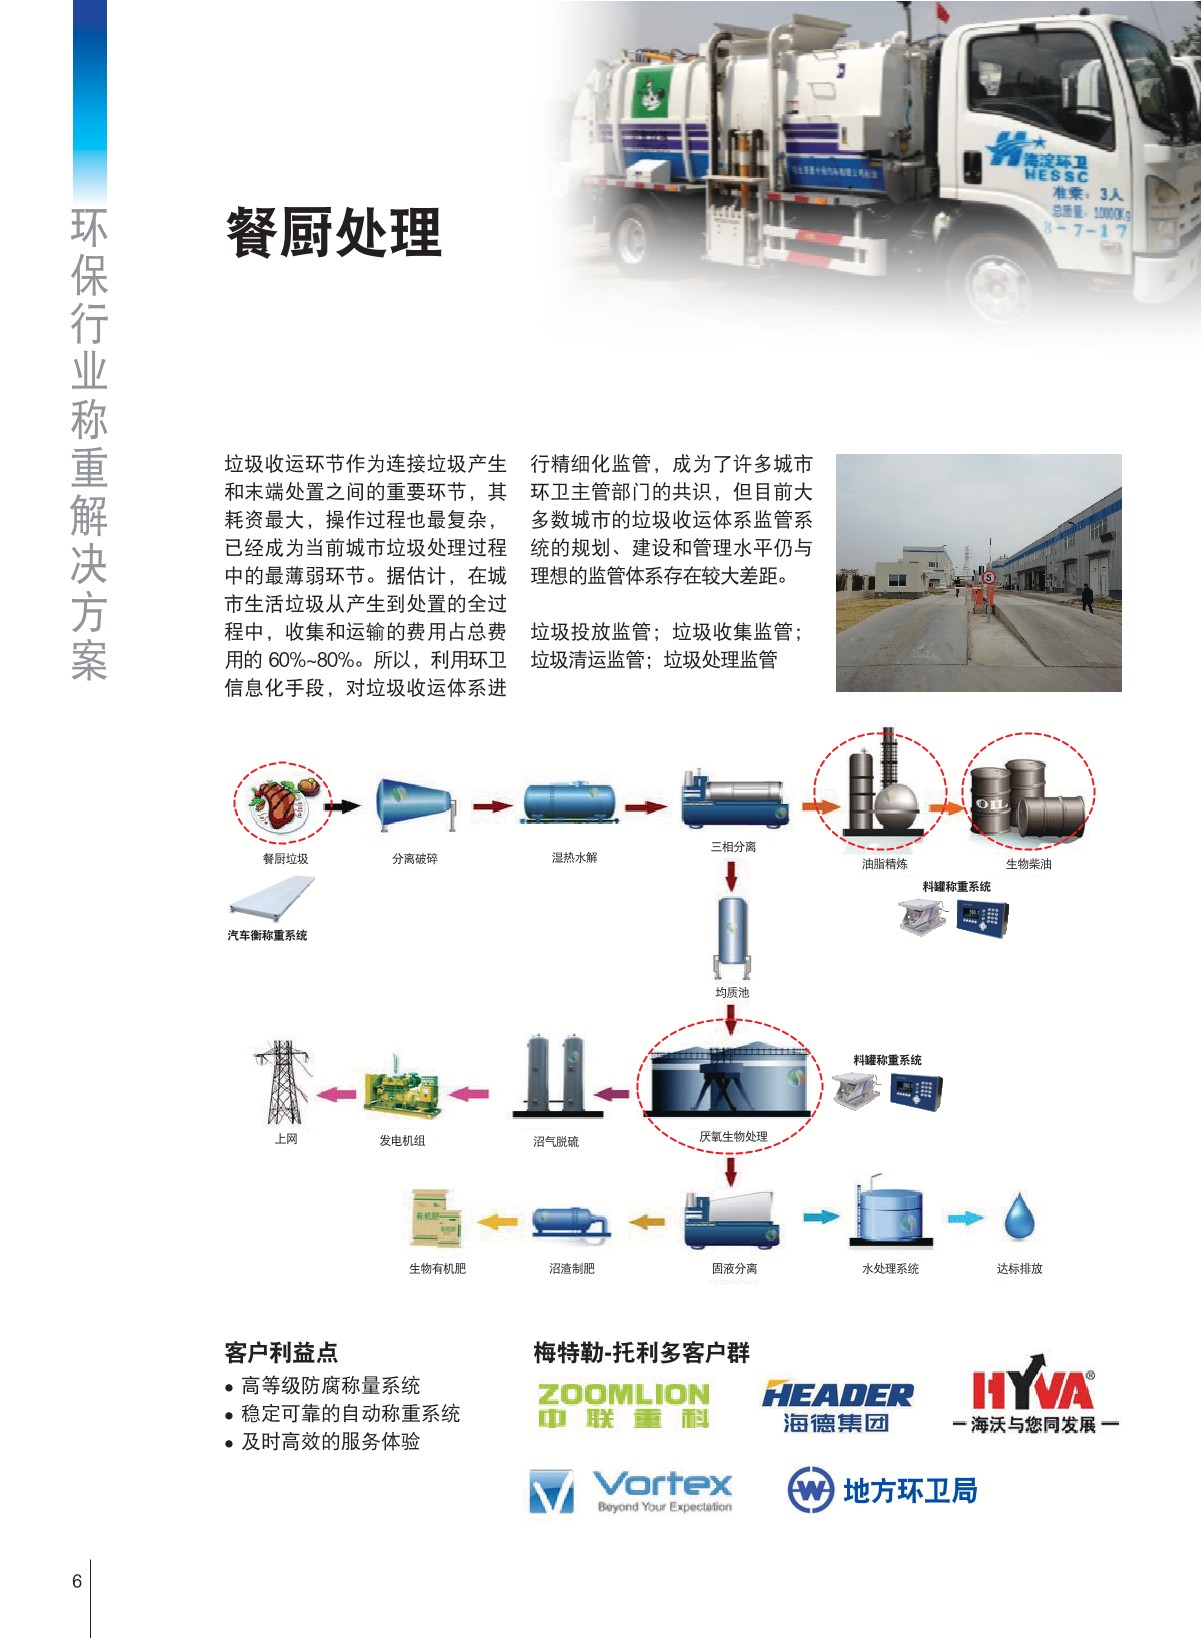 环保行业称重解决方案
海淀环卫
HESSC
准乘：3人
总质量：10000Kg
8-7-17
餐厨处理
垃圾收运环节作为连接垃圾产生
和末端处置之间的重要环节，其
耗资最大，操作过程也最复杂，
已经成为当前城市垃圾处理过程
中的最薄弱环节。据估计，在城
市生活垃圾从产生到处置的全过
程中，收集和运输的费用占总费
用的 60%~80%。所以，利用环卫
信息化手段，对垃圾收运体系进
行精细化监管，成为了许多城市
环卫主管部门的共识，但目前大
多数城市的垃圾收运体系监管系
统的规划、建设和管理水平仍与
理想的监管体系存在较大差距。
垃圾投放监管；垃圾收集监管；
垃圾清运监管；垃圾处理监管
OIL
餐厨垃圾
分离破碎
湿热水解
三相分离
油脂精炼
生物柴油
汽车衡称重系统
料罐称重系统
均质池
料罐称重系统
上网
发电机组
沼气脱硫
厌氧生物处理
有机肥
生物有机肥
沼渣制肥
固液分离
水处理系统
达标排放
客户利益点
● 高等级防腐称量系统
● 稳定可靠的自动称重系统
● 及时高效的服务体验
梅特勒-托利多客户群
ZOOMLION
中联重科
HEADER
海德集团
HYVA®
海沃与您同发展
Vortex
Beyond Your Expectation
地方环卫局
6